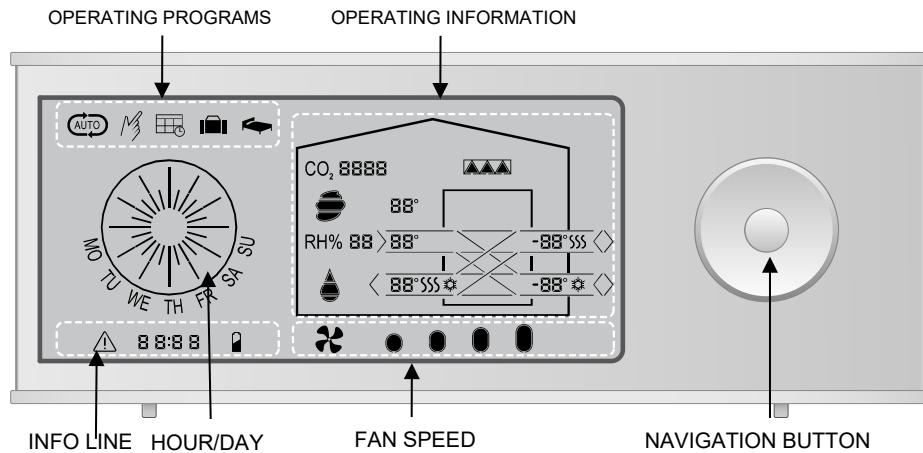 OPERATING PROGRAMS
OPERATING INFORMATION
AUTO
CO₂ 8888
88°
RH% 88 88° -88°
88° -88°
MO TU WE TH FR SA SU
88:88
INFO LINE
HOUR/DAY
FAN SPEED
NAVIGATION BUTTON